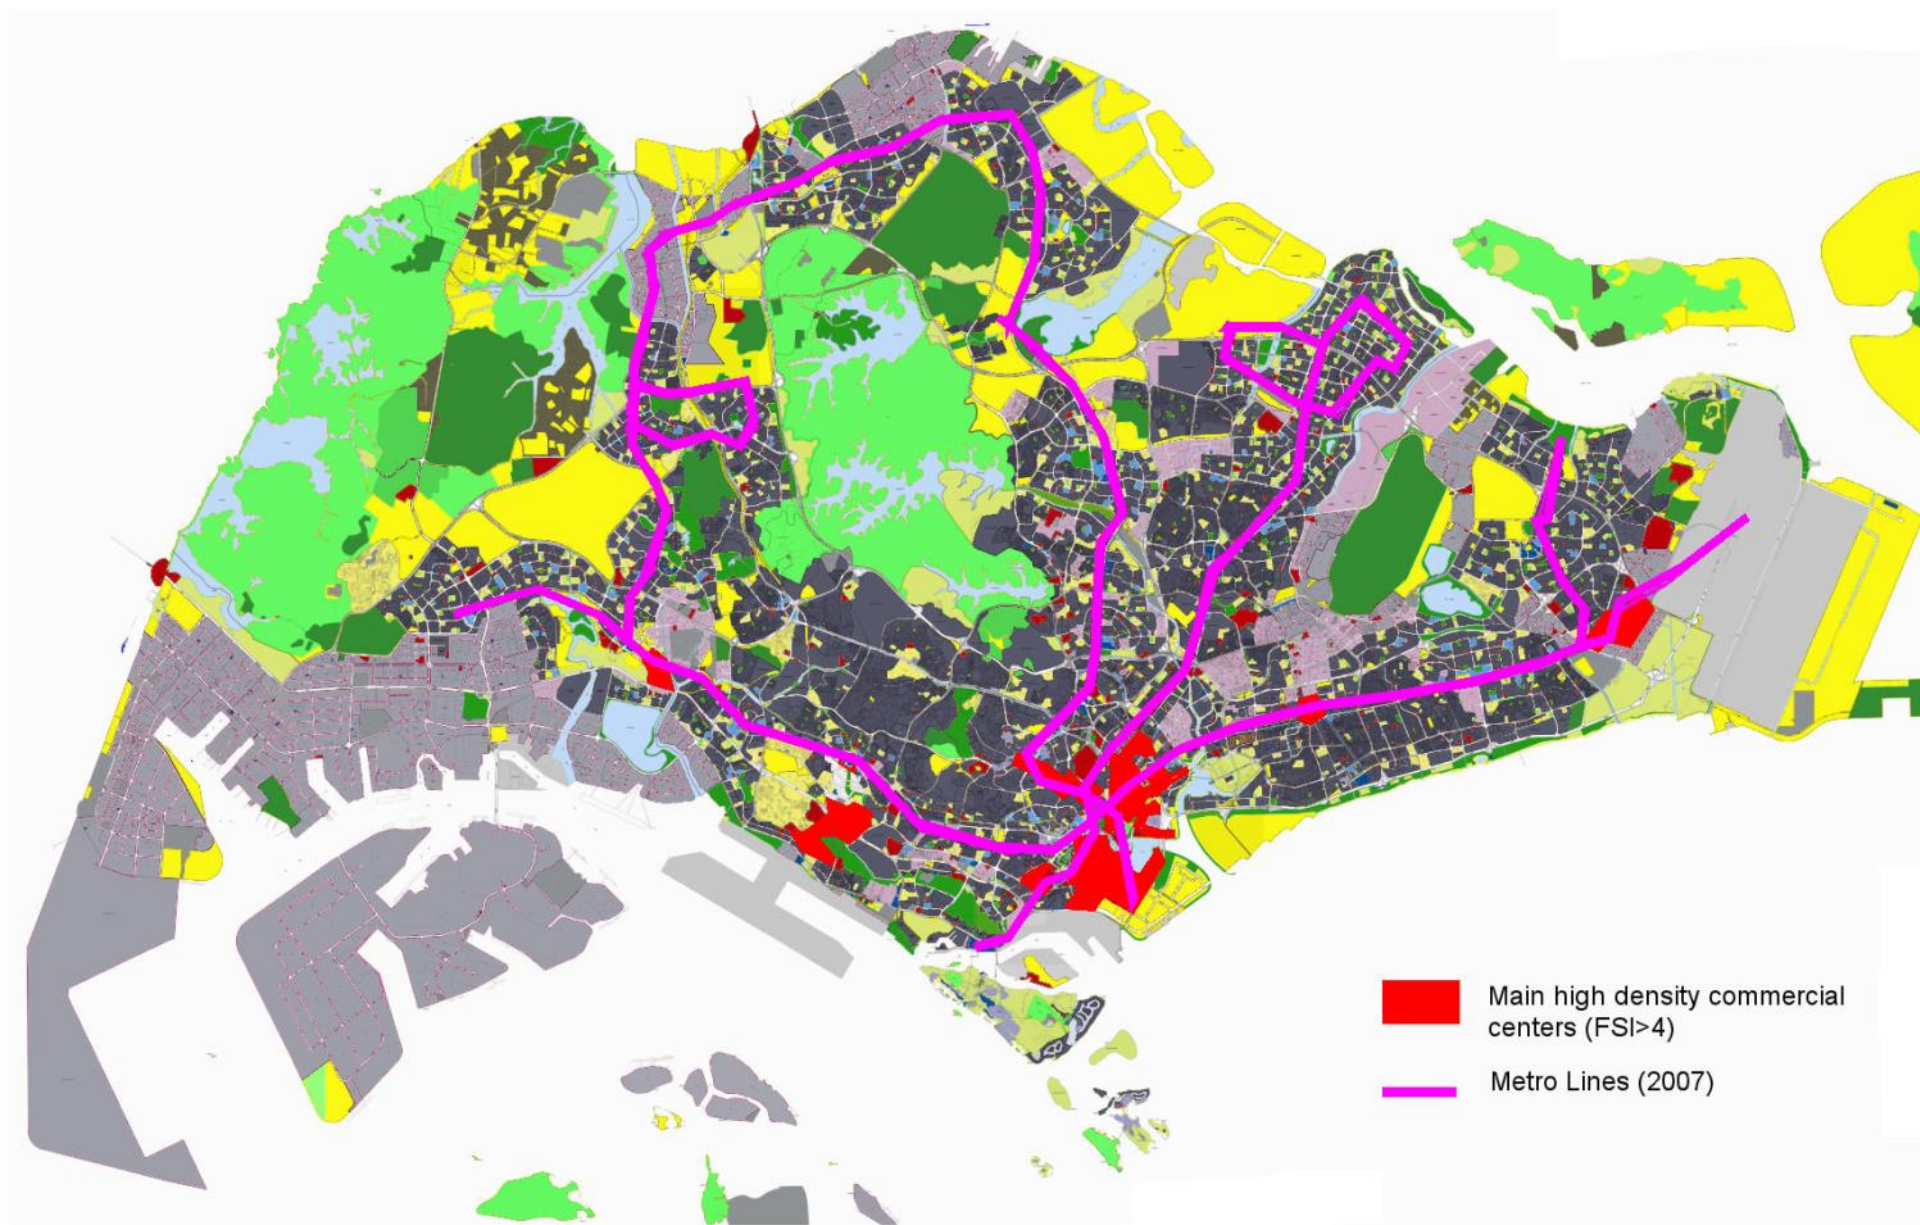 Main high density commercial
centers (FSI>4)
Metro Lines (2007)